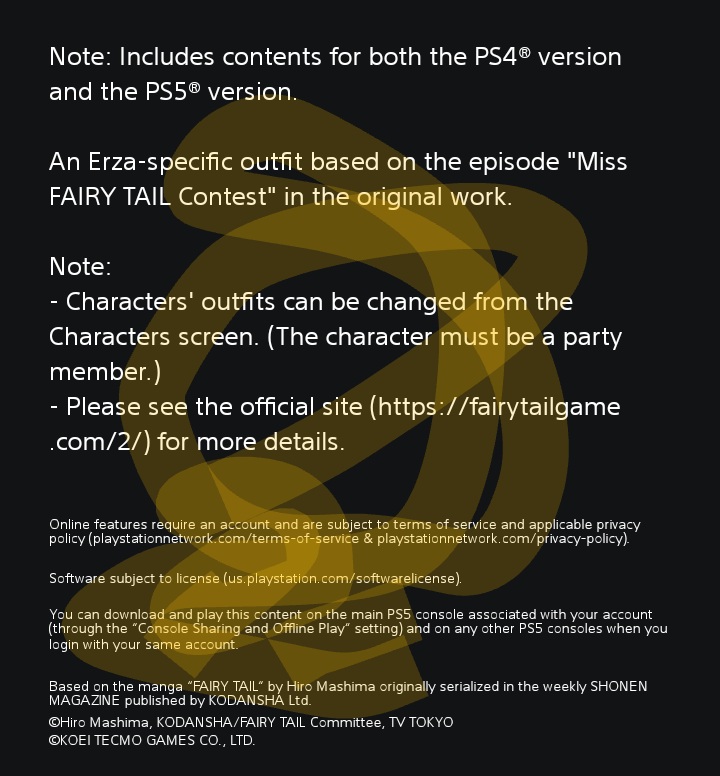 Note: Includes contents for both the PS4® version
and the PS5® version.
An Erza-specific outfit based on the episode "Miss
FAIRY TAIL Contest" in the original work.
Note:
- Characters' outfits can be changed from the
Characters screen. (The character must be a party
member.)
- Please see the official site (https://fairytailgame
.com/2/) for more details.
Online features require an account and are subject to terms of service and applicable privacy
policy (playstationnetwork.com/terms-of-service & playstationnetwork.com/privacy-policy).
Software subject to license (us.playstation.com/softwarelicense).
You can download and play this content on the main PS5 console associated with your account
(through the “Console Sharing and Offline Play” setting) and on any other PS5 consoles when you
login with your same account.
Based on the manga “FAIRY TAIL” by Hiro Mashima originally serialized in the weekly SHONEN
MAGAZINE published by KODANSHA Ltd.
©Hiro Mashima, KODANSHA/FAIRY TAIL Committee, TV TOKYO
©KOEI TECMO GAMES CO., LTD.